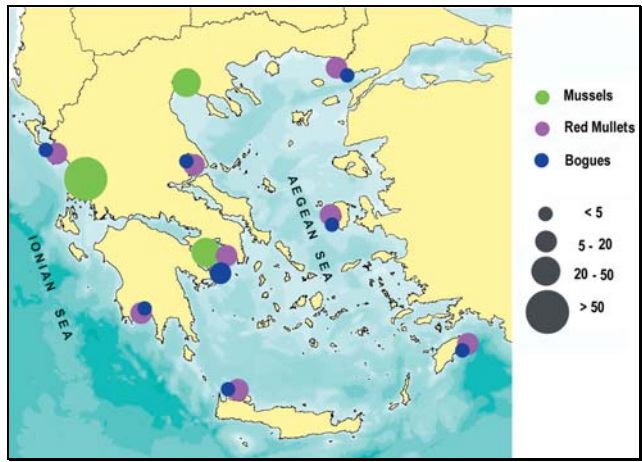 Mussels
Red Mullets
Bogues
< 5
5 - 20
20 - 50
> 50
AEGEAN SEA
IONIAN SEA